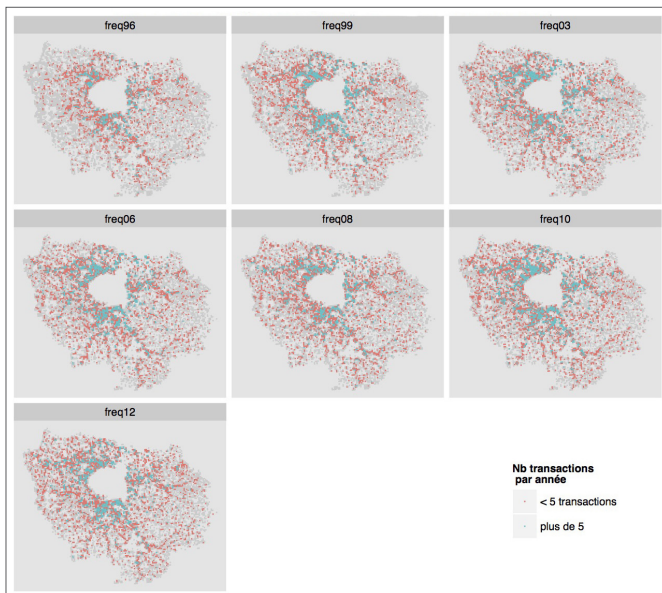 freq96
freq99
freq03
freq06
freq08
freq10
freq12
Nb transactions
par année
< 5 transactions
plus de 5